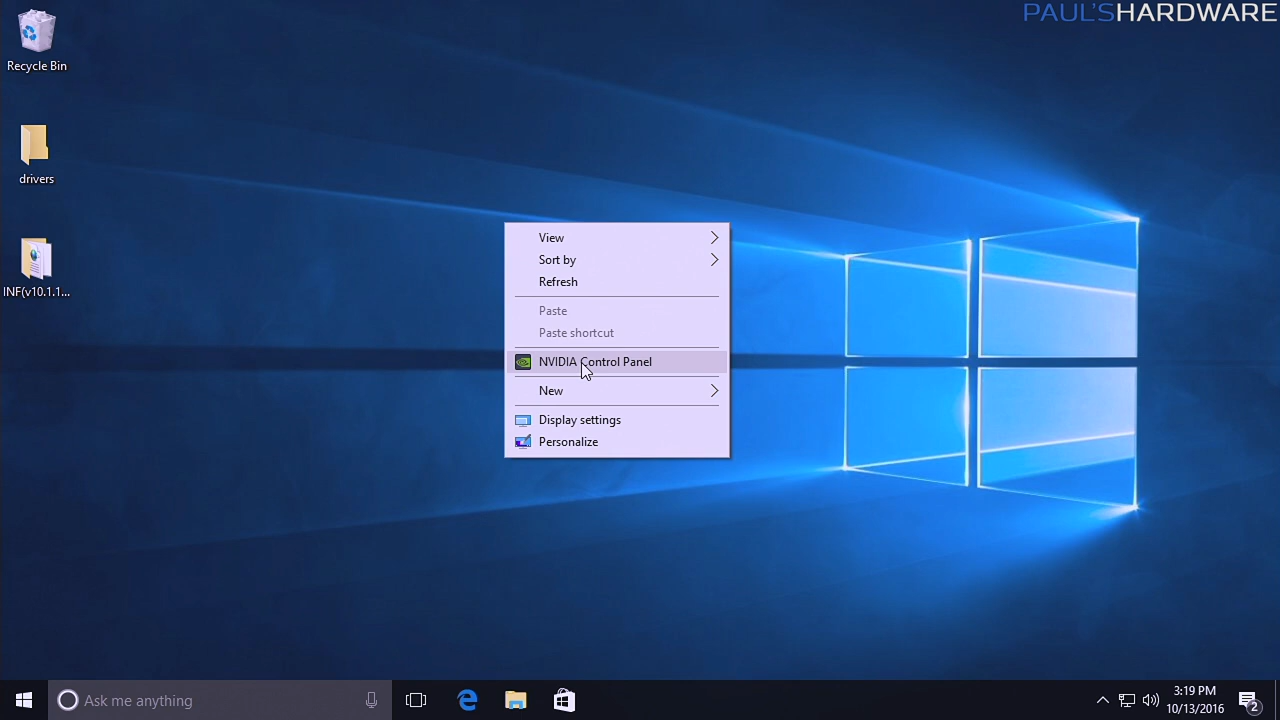 PAUL'SHARDWARE
Recycle Bin
drivers
INF(v10.1.1...
View
Sort by
Refresh
Paste
Paste shortcut
NVIDIA Control Panel
New
Display settings
Personalize
Ask me anything
3:19 PM
10/13/2016
2